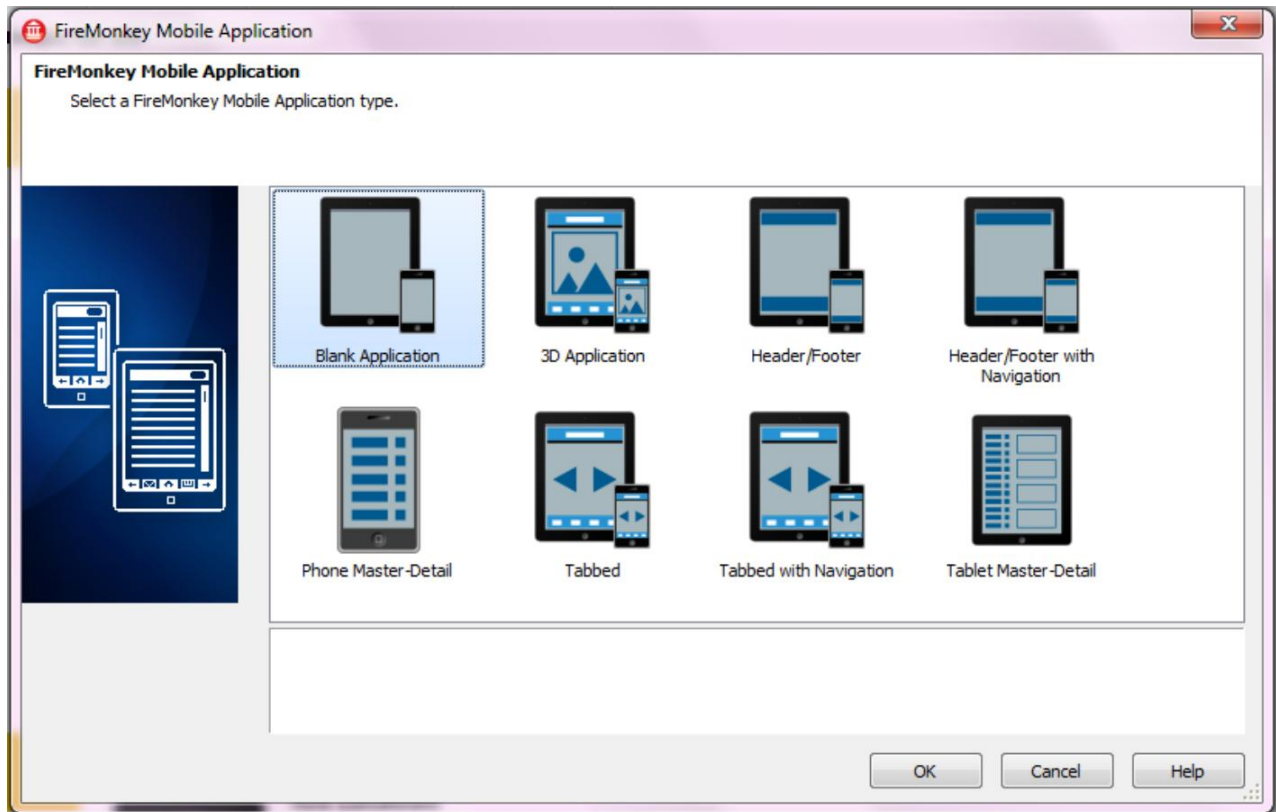 FireMonkey Mobile Application
FireMonkey Mobile Application
Select a FireMonkey Mobile Application type.
Blank Application
3D Application
Header/Footer
Header/Footer with
Navigation
Phone Master-Detail
Tabbed
Tabbed with Navigation
Tablet Master-Detail
OK
Cancel
Help